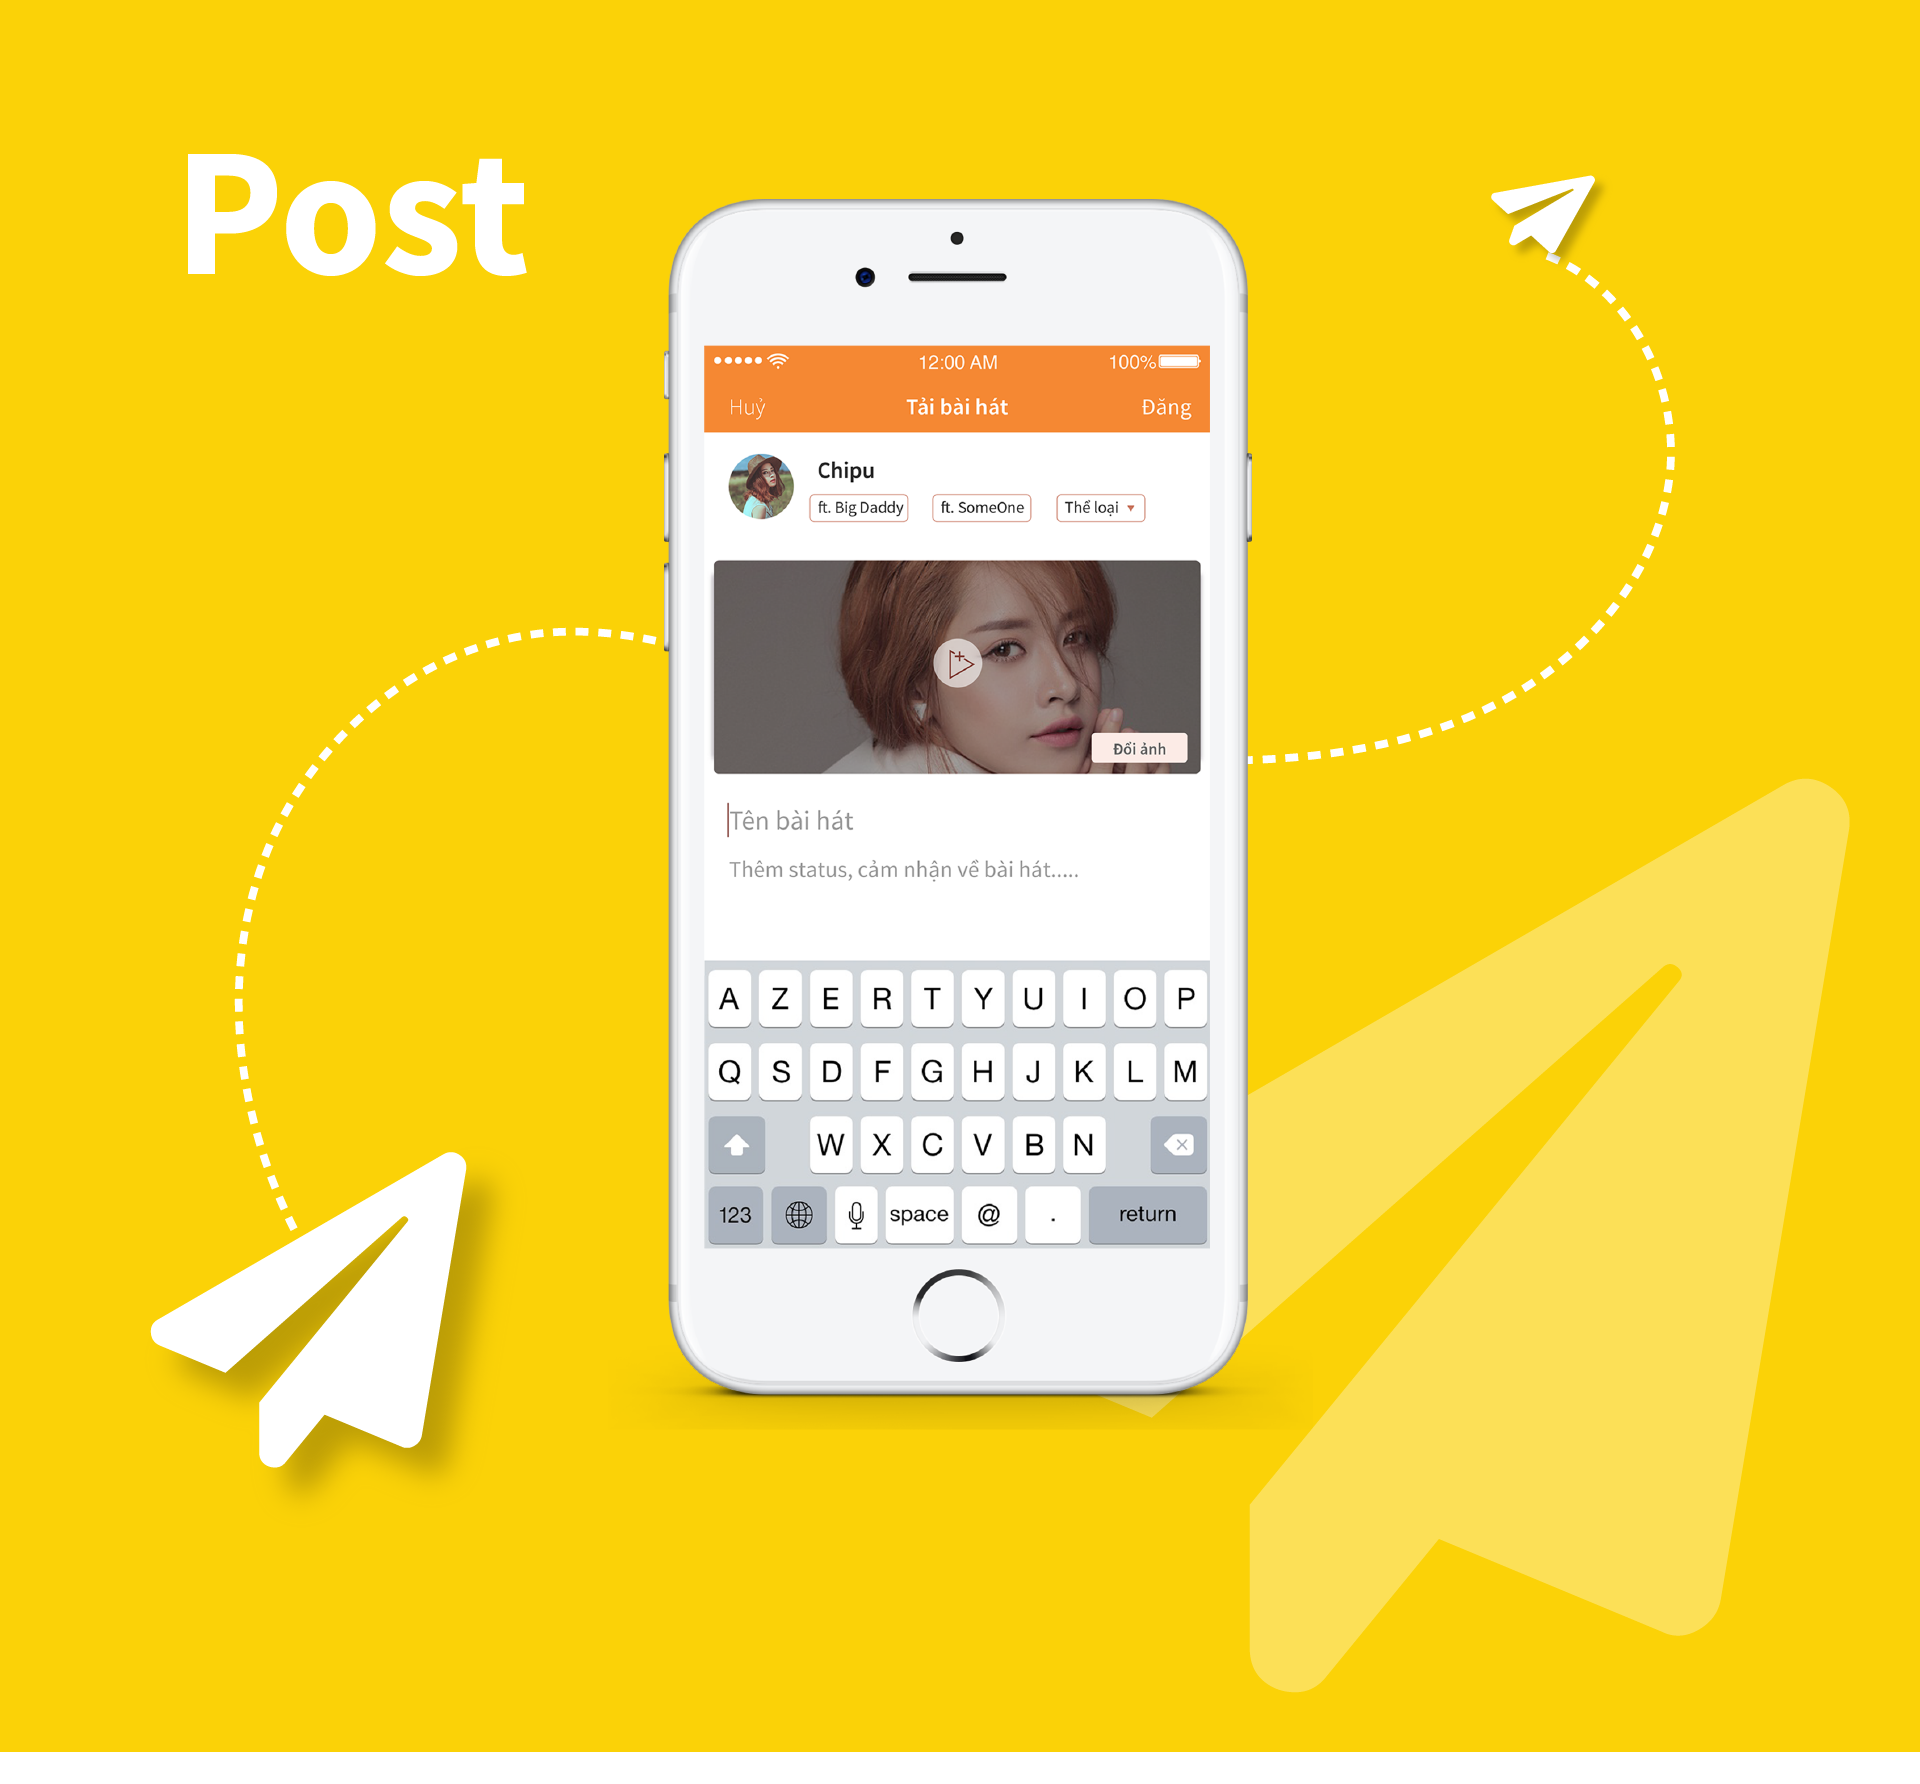 Post
12:00 AM 100%
Huỷ Tải bài hát Đăng
Chipu
ft. Big Daddy ft. SomeOne Thể loại
Đổi ảnh
Tên bài hát
Thêm status, cảm nhận về bài hát.....
A Z E R T Y U I O P
Q S D F G H J K L M
W X C V B N
123 space @ . return